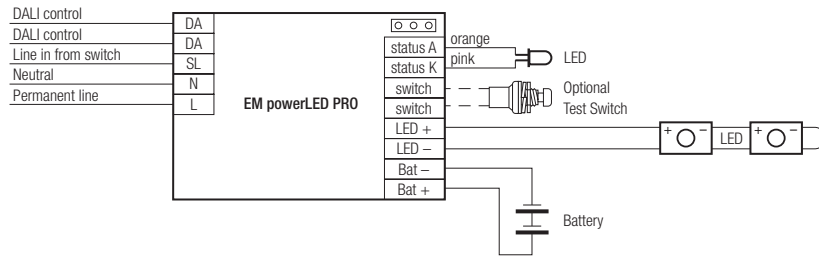 DALI control
DALI control
Line in from switch
Neutral
Permanent line
DA
DA
SL
N
L
EM powerLED PRO
status A
status K
switch
switch
LED +
LED –
Bat –
Bat +
orange
pink
LED
Optional
Test Switch
+ – LED + –
Battery